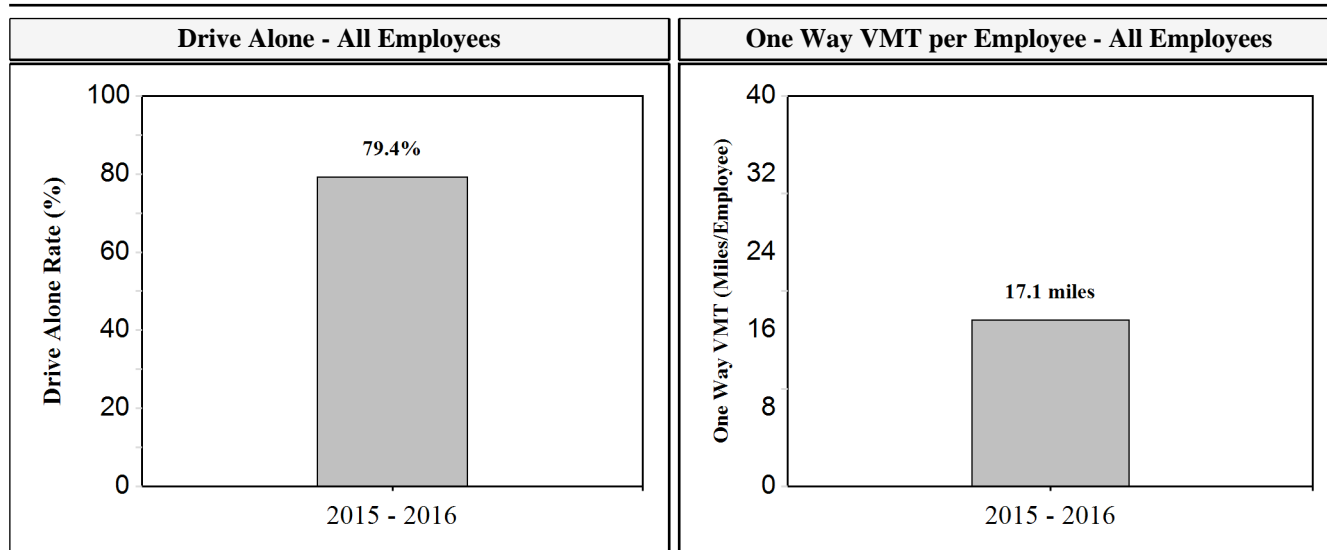 Drive Alone - All Employees
100
80
60
40
20
0
Drive Alone Rate (%)
79.4%
2015 - 2016
One Way VMT per Employee - All Employees
40
32
24
16
8
0
One Way VMT (Miles/Employee)
17.1 miles
2015 - 2016